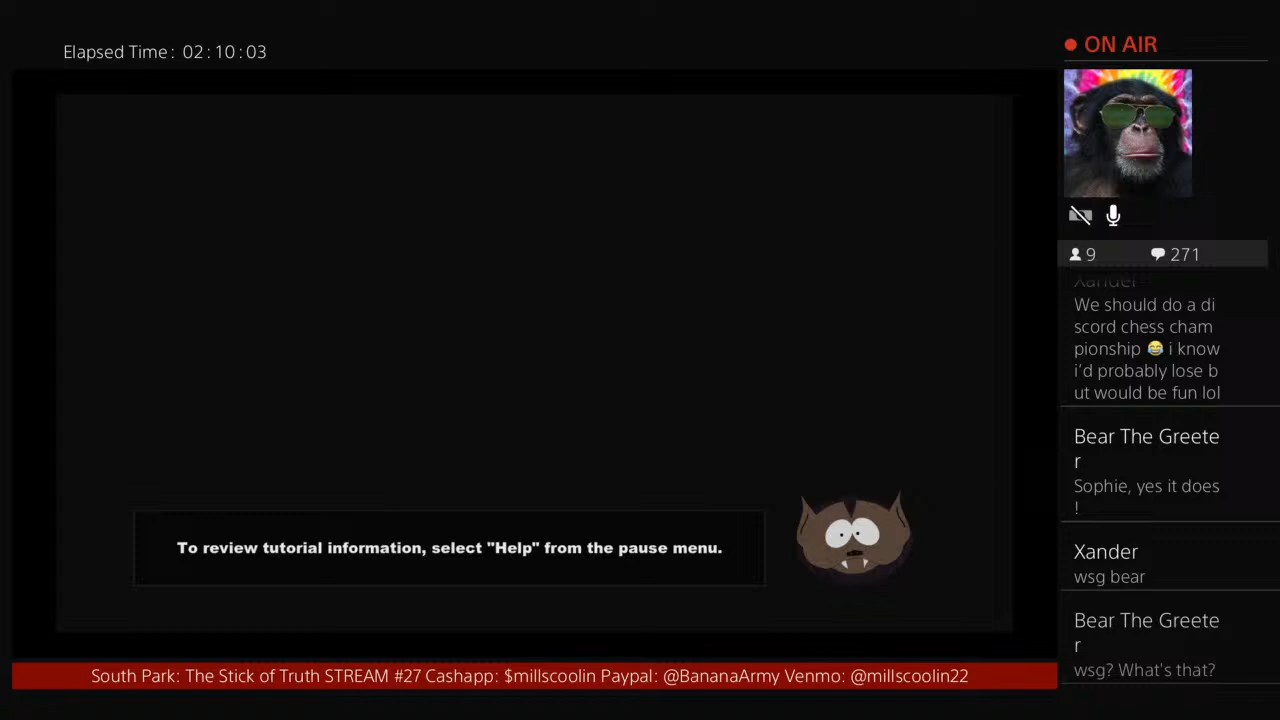 Elapsed Time: 02:10:03
ON AIR
9 271
Xander
We should do a di
scord chess cham
pionship 😂 i know
i'd probably lose b
ut would be fun lol
Bear The Greete
r
Sophie, yes it does
!
Xander
wsg bear
Bear The Greete
r
wsg? What's that?
To review tutorial information, select "Help" from the pause menu.
South Park: The Stick of Truth STREAM #27 Cashapp: $millscoolin Paypal: @BananaArmy Venmo: @millscoolin22